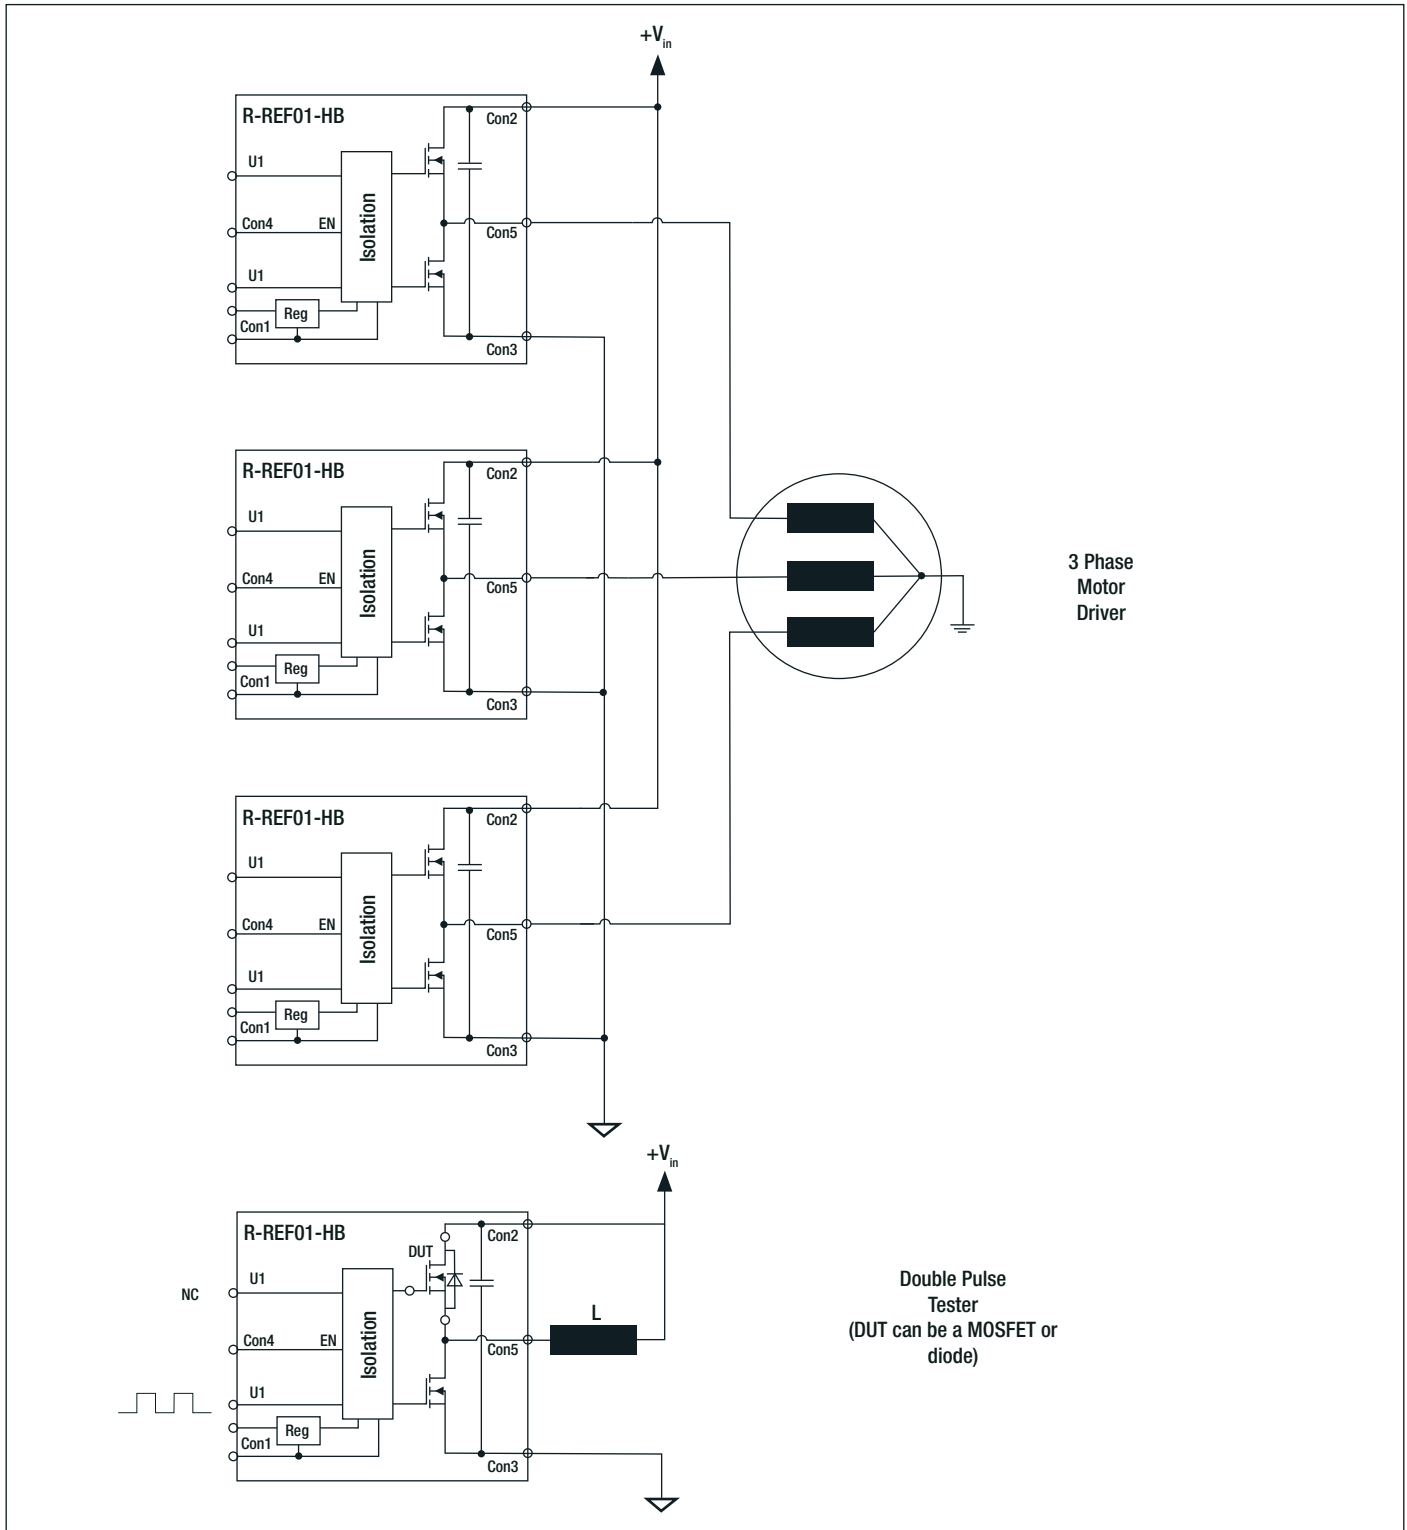 +Vin
R-REF01-HB
Con2
U1
Con4 EN
Isolation
Con5
U1
Reg
Con1
Con3
R-REF01-HB
Con2
U1
Con4 EN
Isolation
Con5
U1
Reg
Con1
Con3
3 Phase
Motor
Driver
R-REF01-HB
Con2
U1
Con4 EN
Isolation
Con5
U1
Reg
Con1
Con3
+Vin
R-REF01-HB
Con2
DUT
U1
NC
L
Con4 EN
Isolation
Con5
U1
Reg
Con1
Con3
Double Pulse
Tester
(DUT can be a MOSFET or
diode)